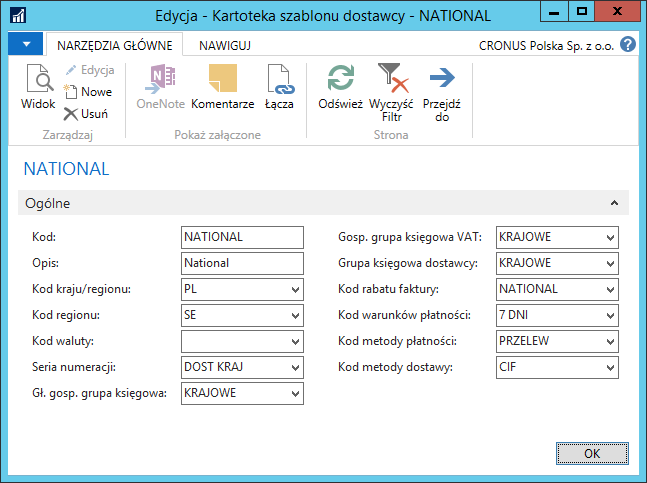 Edycja - Kartoteka szablonu dostawcy - NATIONAL
NARZĘDZIA GŁÓWNE NAWIGUJ CRONUS Polska Sp. z o.o. ?
Widok
Edycja
Nowe
Usuń
Zarządzaj
OneNote
Komentarze
Łącza
Pokaż załączone
Odśwież
Wyczyść
Filtr
Przejdź
do
Strona
NATIONAL
Ogólne
Kod: NATIONAL
Opis: National
Kod kraju/regionu: PL
Kod regionu: SE
Kod waluty:
Seria numeracji: DOST KRAJ
Gł. gosp. grupa księgowa: KRAJOWE
Gosp. grupa księgowa VAT: KRAJOWE
Grupa księgowa dostawcy: KRAJOWE
Kod rabatu faktury: NATIONAL
Kod warunków płatności: 7 DNI
Kod metody płatności: PRZELEW
Kod metody dostawy: CIF
OK